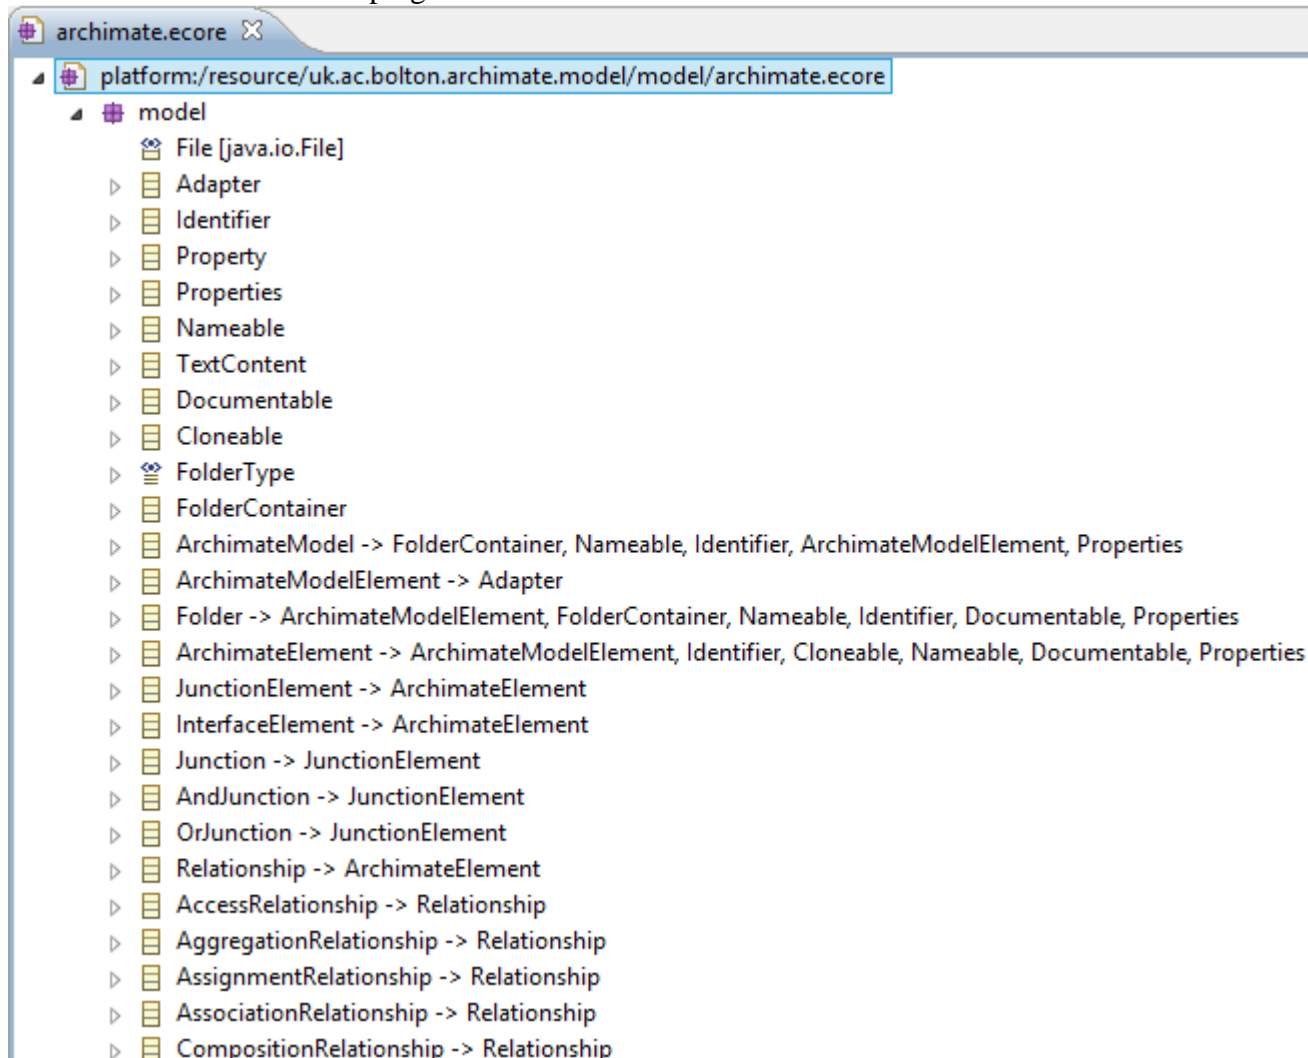 archimate.ecore
platform:/resource/uk.ac.bolton.archimate.model/model/archimate.ecore
model
File [java.io.File]
Adapter
Identifier
Property
Properties
Nameable
TextContent
Documentable
Cloneable
FolderType
FolderContainer
ArchimateModel -> FolderContainer, Nameable, Identifier, ArchimateModelElement, Properties
ArchimateModelElement -> Adapter
Folder -> ArchimateModelElement, FolderContainer, Nameable, Identifier, Documentable, Properties
ArchimateElement -> ArchimateModelElement, Identifier, Cloneable, Nameable, Documentable, Properties
JunctionElement -> ArchimateElement
InterfaceElement -> ArchimateElement
Junction -> JunctionElement
AndJunction -> JunctionElement
OrJunction -> JunctionElement
Relationship -> ArchimateElement
AccessRelationship -> Relationship
AggregationRelationship -> Relationship
AssignmentRelationship -> Relationship
AssociationRelationship -> Relationship
CompositionRelationship -> Relationship